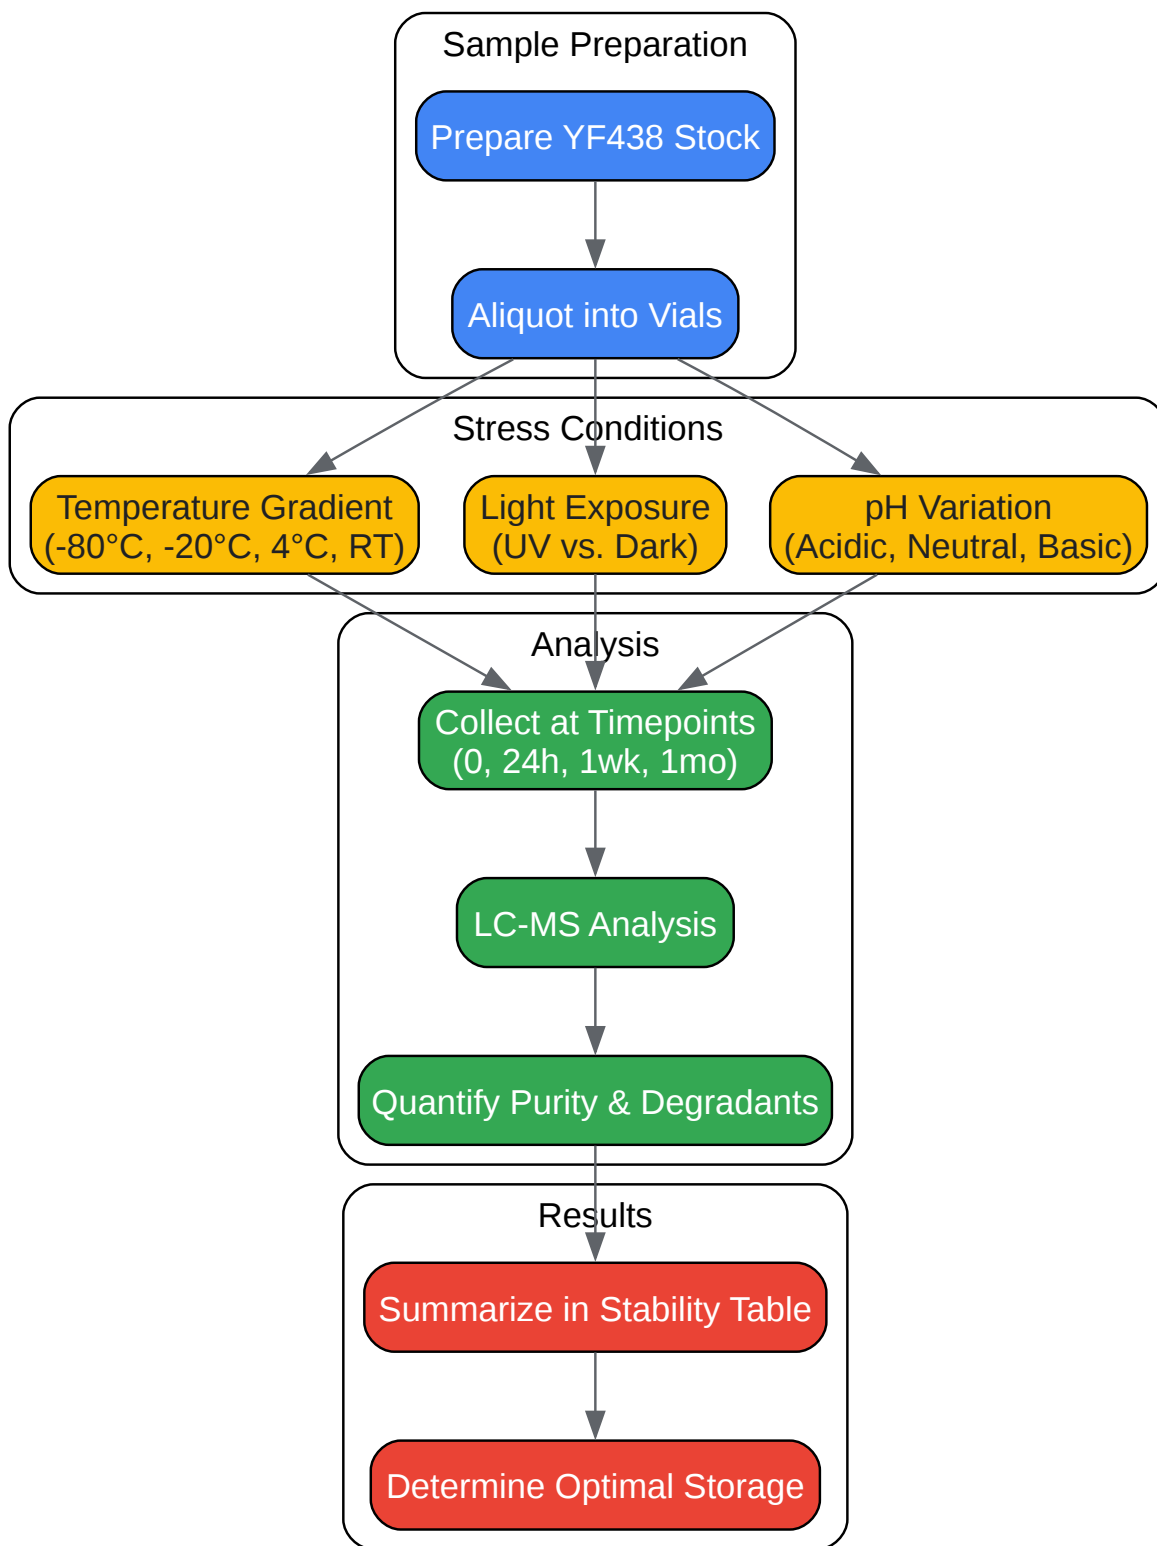 Sample Preparation
Prepare YF438 Stock
Aliquot into Vials
Stress Conditions
Temperature Gradient
(-80°C, -20°C, 4°C, RT)
Light Exposure
(UV vs. Dark)
pH Variation
(Acidic, Neutral, Basic)
Analysis
Collect at Timepoints
(0, 24h, 1wk, 1mo)
LC-MS Analysis
Quantify Purity & Degradants
Results
Summarize in Stability Table
Determine Optimal Storage